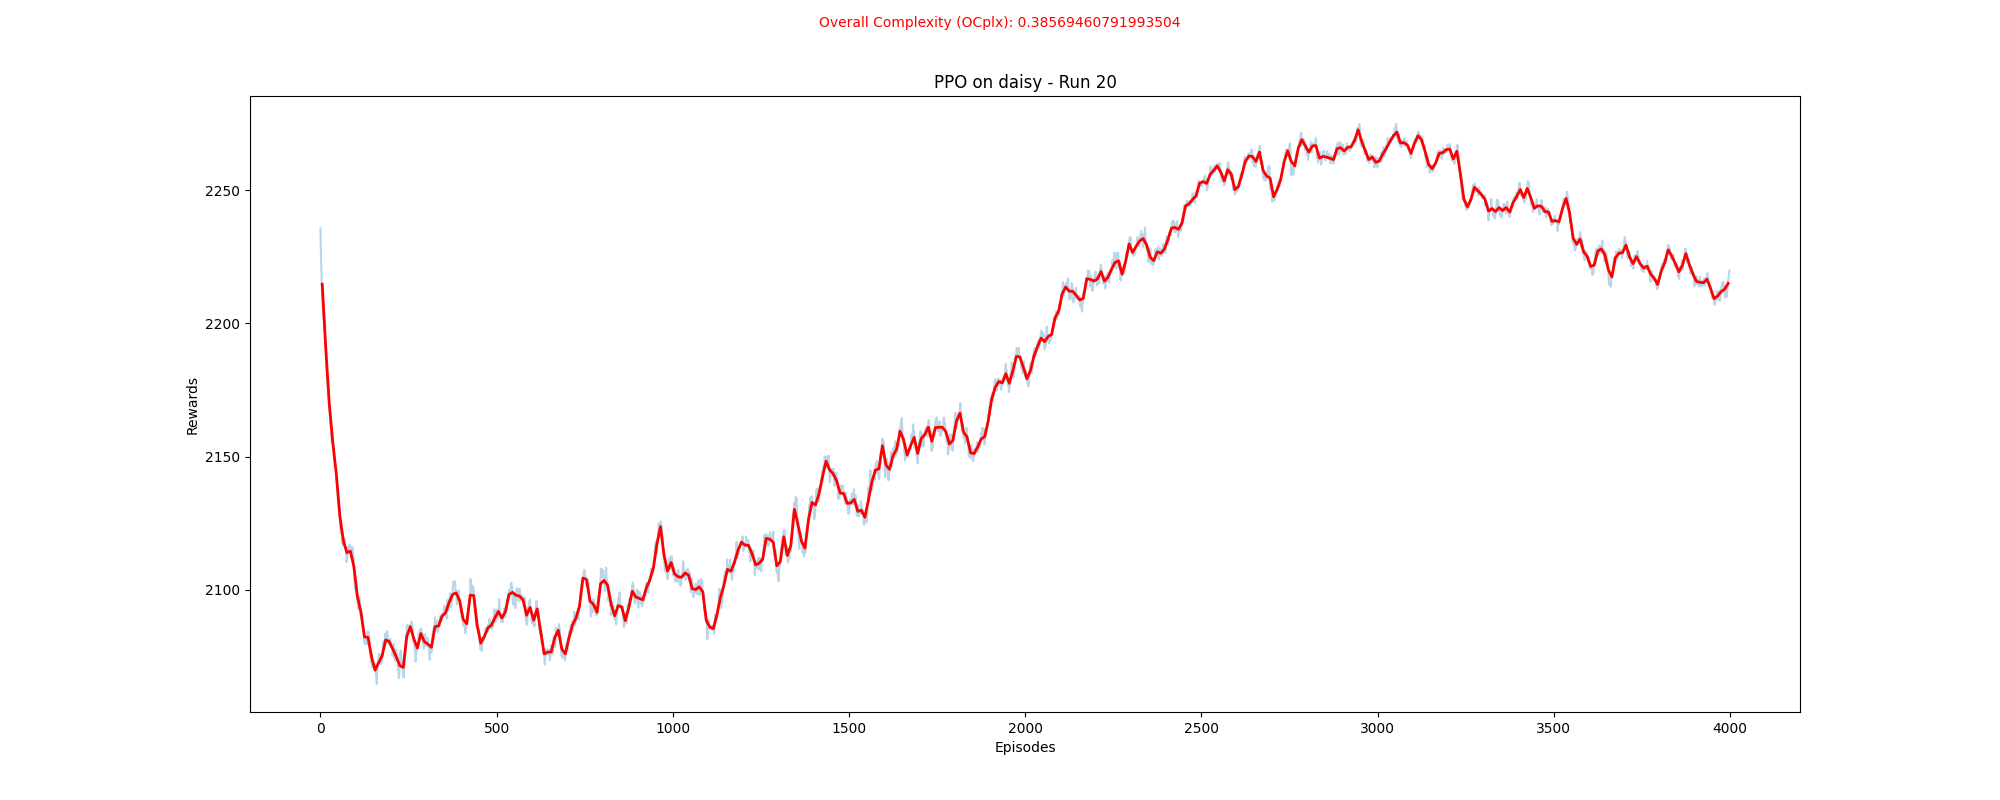 Overall Complexity (OCplx): 0.38569460791993504
PPO on daisy - Run 20
Rewards
2250
2200
2150
2100
0 500 1000 1500 2000 2500 3000 3500 4000
Episodes